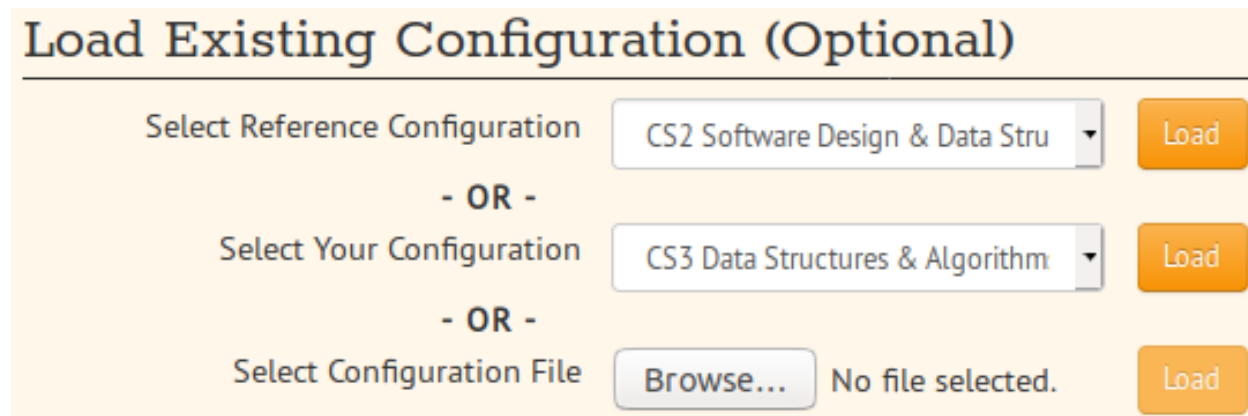 Load Existing Configuration (Optional)
Select Reference Configuration CS2 Software Design & Data Stru Load
- OR -
Select Your Configuration CS3 Data Structures & Algorithm Load
- OR -
Select Configuration File Browse... No file selected. Load